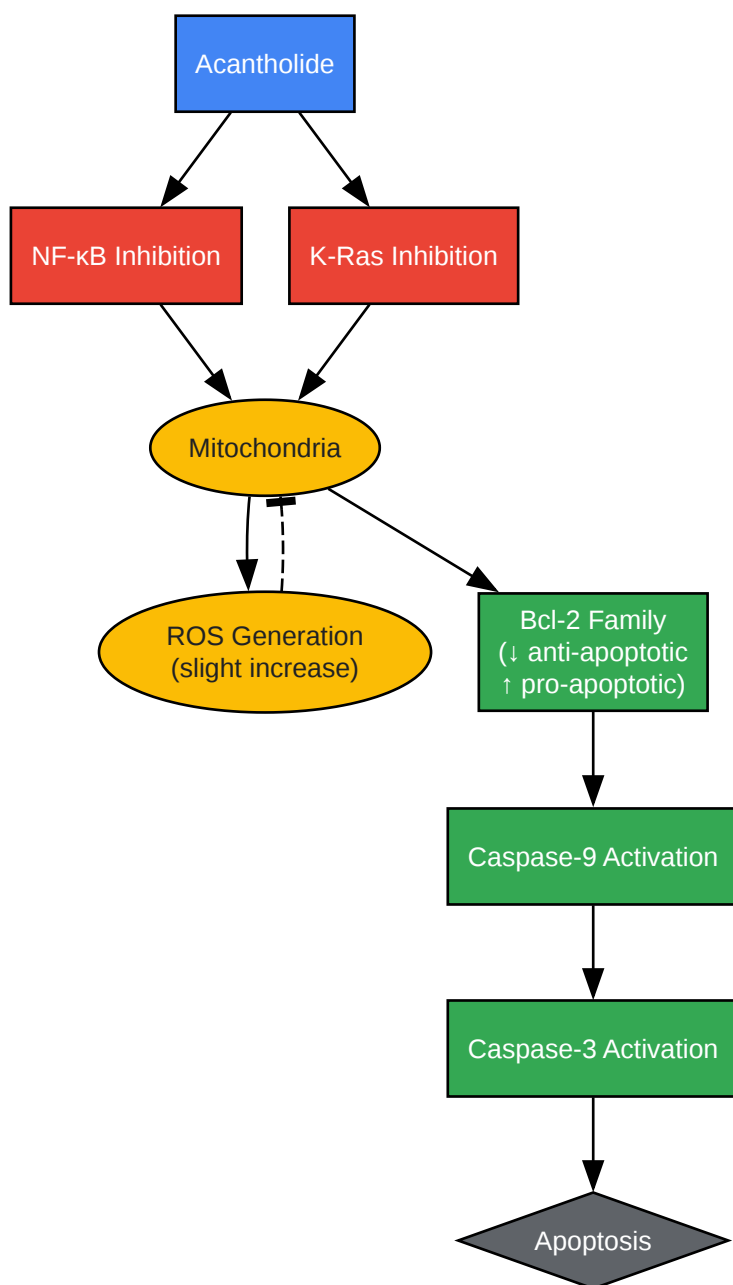 Acantholide
NF-κB Inhibition
K-Ras Inhibition
Mitochondria
ROS Generation
(slight increase)
Bcl-2 Family
(↓ anti-apoptotic
↑ pro-apoptotic)
Caspase-9 Activation
Caspase-3 Activation
Apoptosis